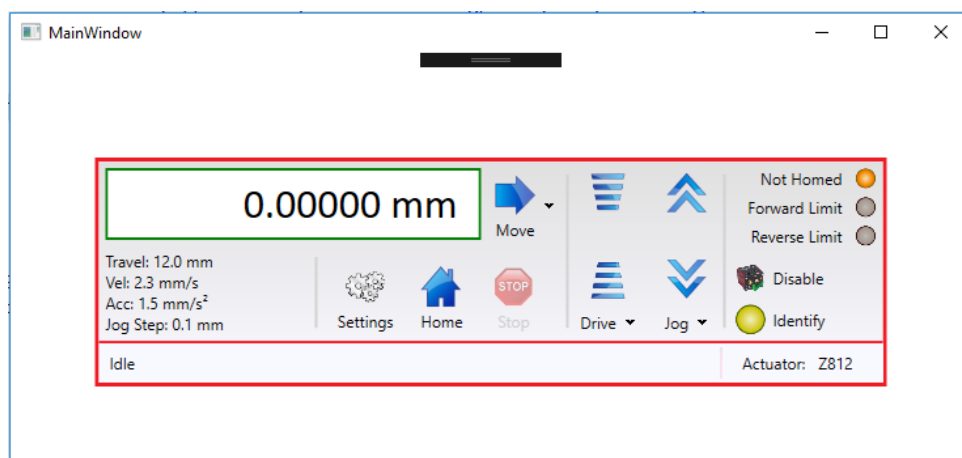 MainWindow
0.00000 mm
Move
Not Homed
Forward Limit
Reverse Limit
Travel: 12.0 mm
Vel: 2.3 mm/s
Acc: 1.5 mm/s²
Jog Step: 0.1 mm
Settings
Home
STOP
Stop
Drive
Jog
Disable
Identify
Idle
Actuator: Z812